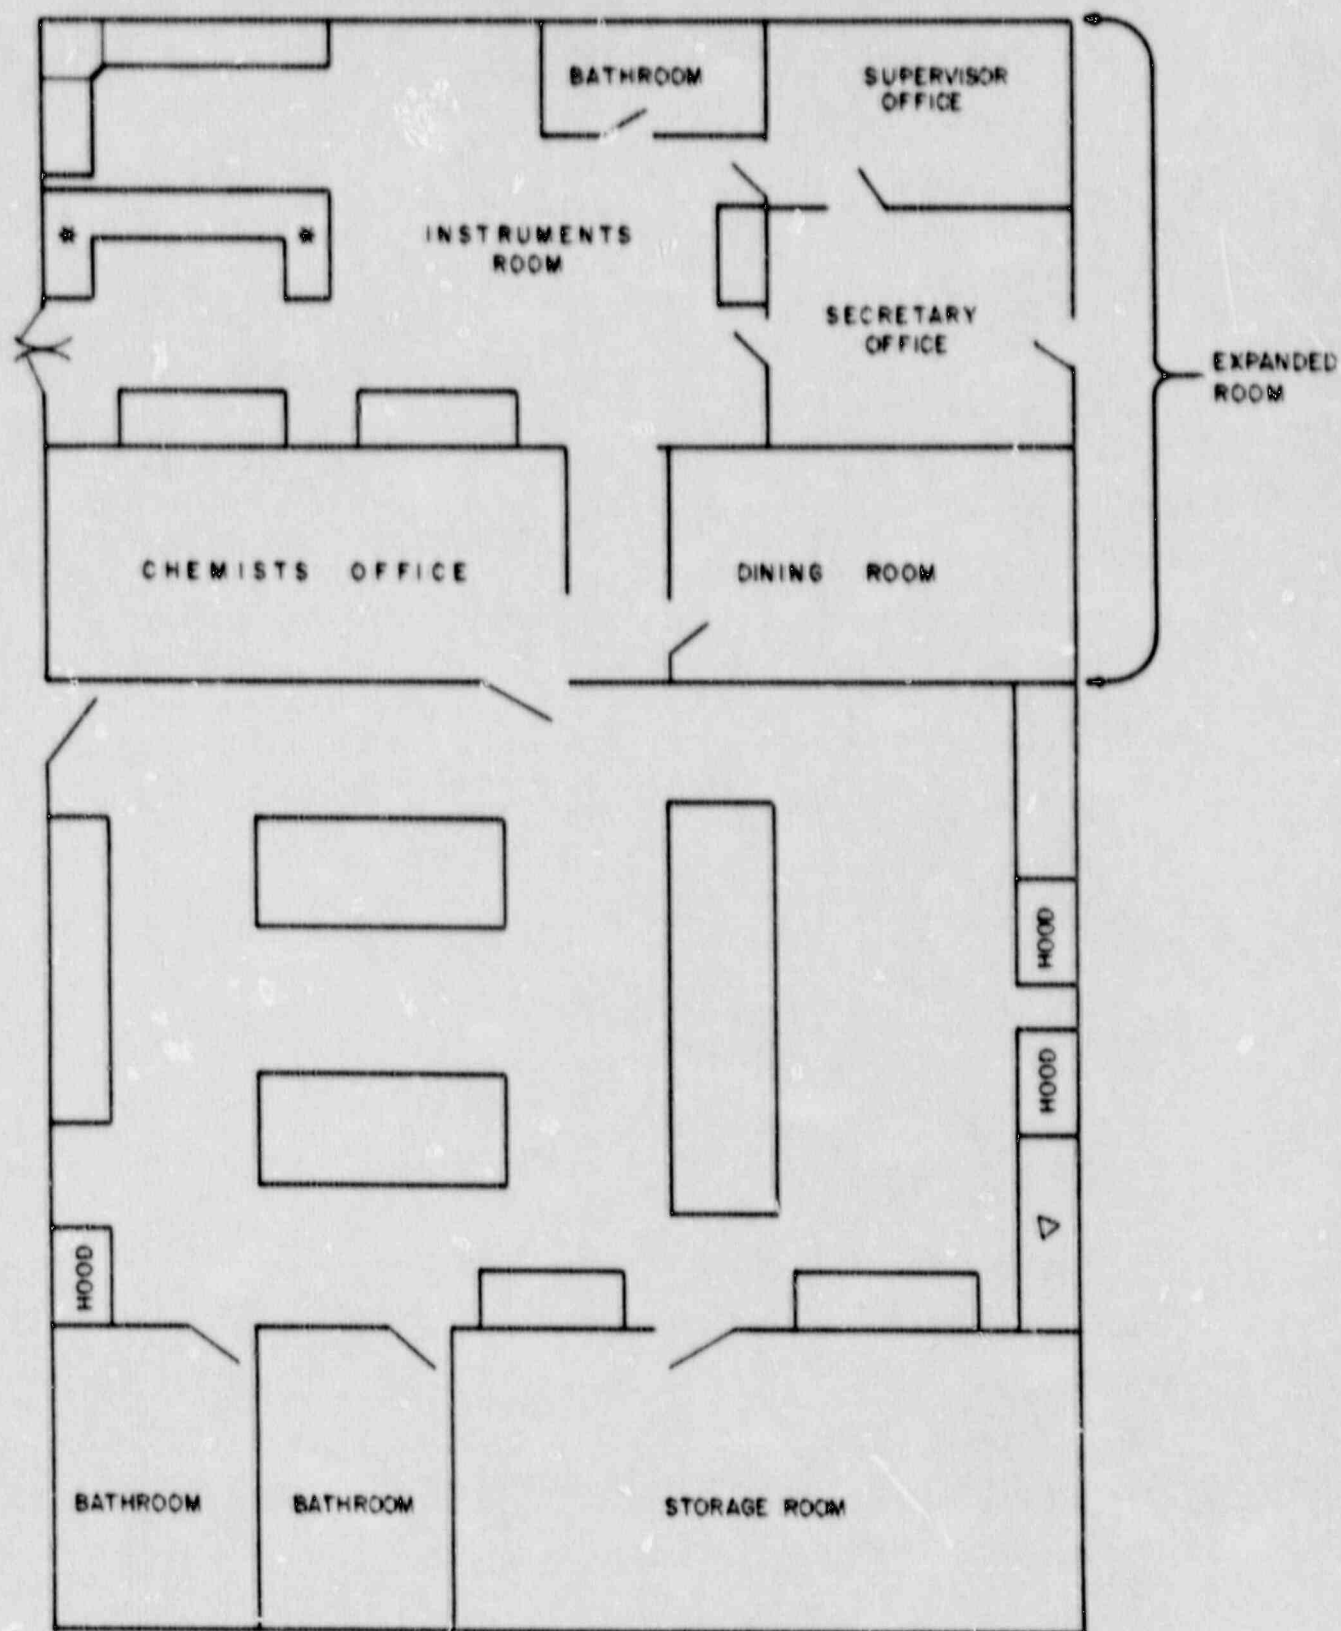 BATHROOM
SUPERVISOR
OFFICE
INSTRUMENTS
ROOM
SECRETARY
OFFICE
EXPANDED
ROOM
CHEMISTS OFFICE
DINING ROOM
HOOD
HOOD
HOOD
BATHROOM
BATHROOM
STORAGE ROOM